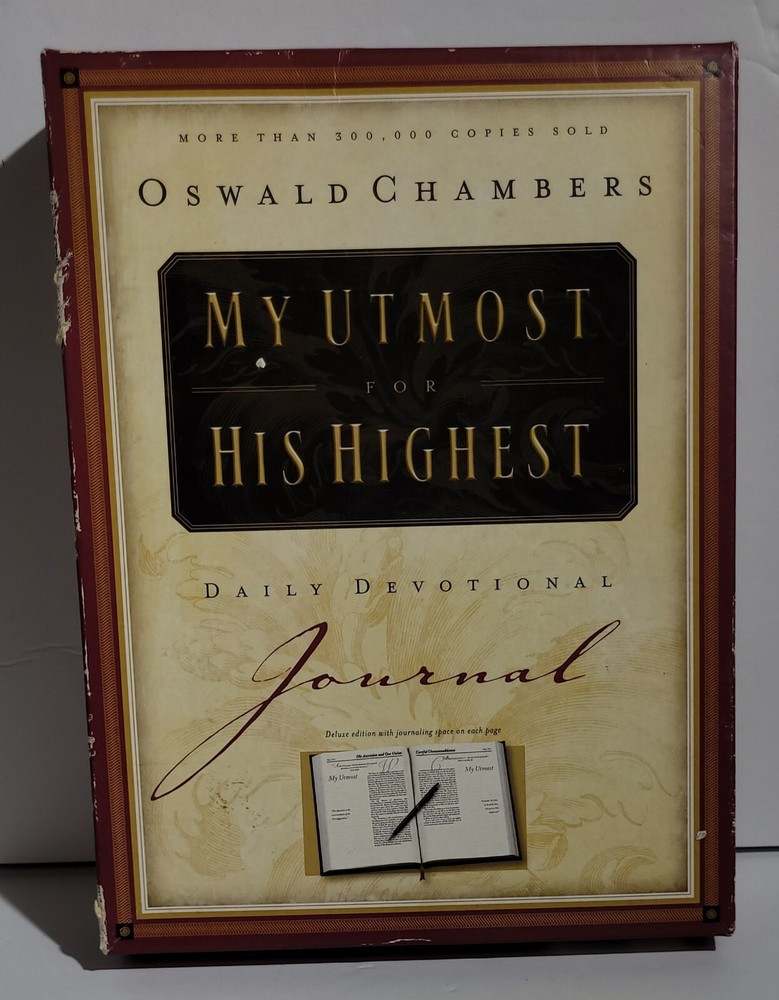 MORE THAN 300,000 COPIES SOLD
OSWALD CHAMBERS
MY UTMOST
FOR
HIS HIGHEST
DAILY DEVOTIONAL
Journal
Deluxe edition with journaling space on each page
My Utmost
My Utmost